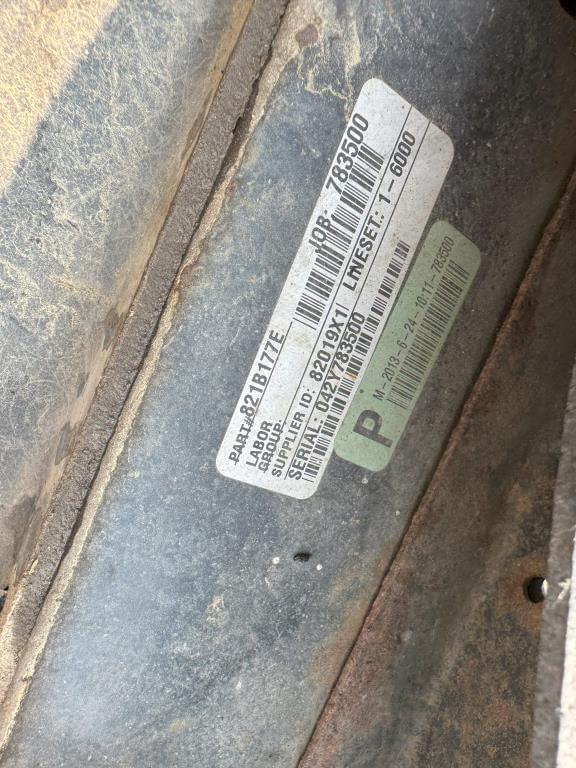 PART#821B177E JOB- 783500
LABOR
GROUP:
SUPPLIER ID: 82019X1 LINESET: 1-6000
SERIAL: 042Y783500
P M-2013-6-24-10:11-783500